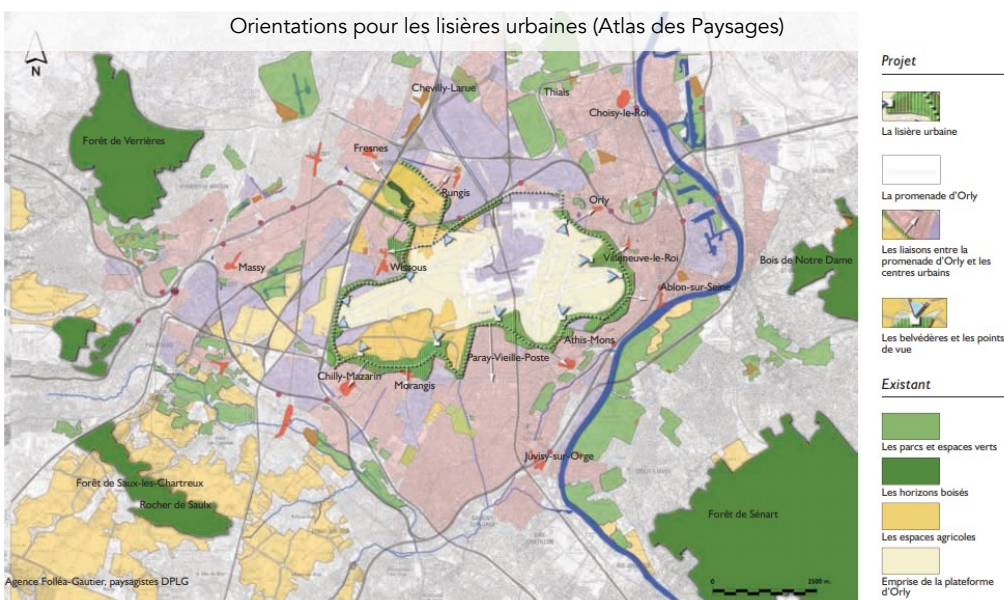 Orientations pour les lisières urbaines (Atlas des Paysages)
N
Chevilly-Larue
Thiais
Choisy-le-Roi
Forêt de Verrières
Fresnes
Rungis
Orly
Massy
Wissous
Villeneuve-le-Roi
Bois de Notre Dame
Ablon-sur-Seine
Athis-Mons
Paray-Vieille-Poste
Chilly-Mazarin
Morangis
Juvisy-sur-Orge
Forêt de Saux-les-Chartreux
Rocher de Saulx
Forêt de Sénart
Agence Folléa-Gautier, paysagistes DPLG
0 2500 m.
Projet
La lisière urbaine
La promenade d'Orly
Les liaisons entre la
promenade d'Orly et les
centres urbains
Les belvédères et les points
de vue
Existant
Les parcs et espaces verts
Les horizons boisés
Les espaces agricoles
Emprise de la plateforme
d'Orly